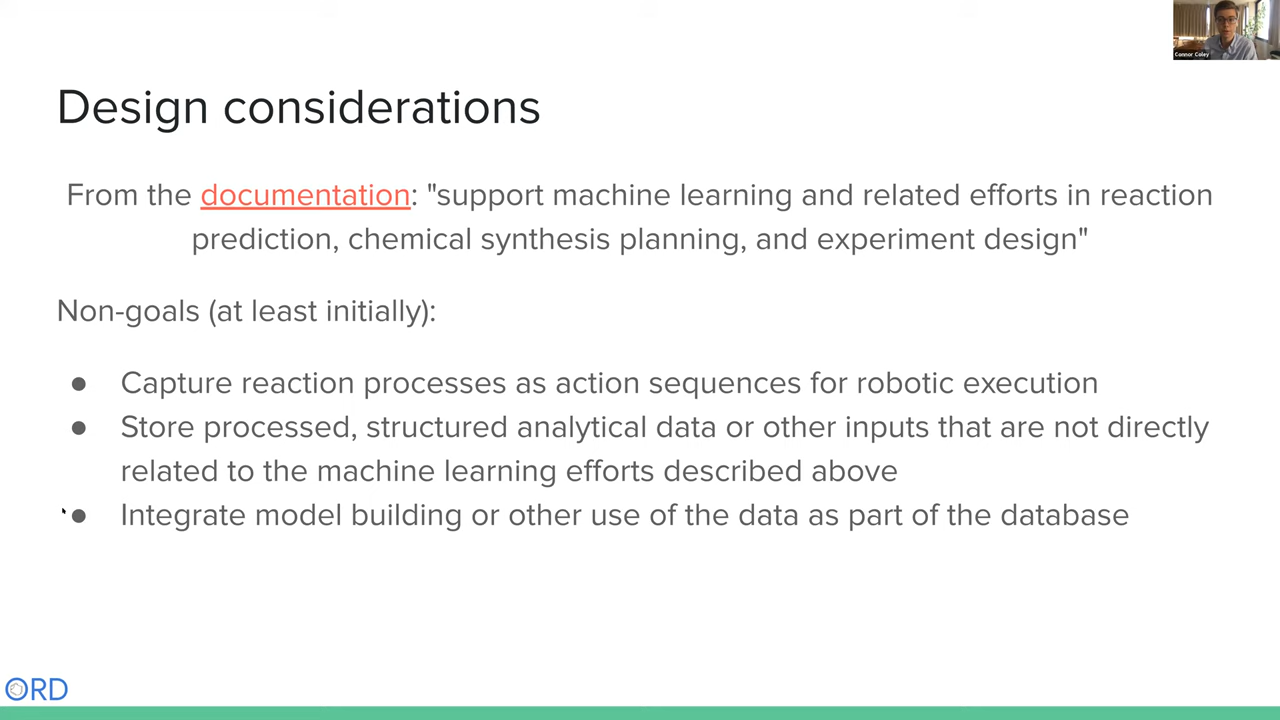 Connor Coley
Design considerations
From the documentation: "support machine learning and related efforts in reaction
prediction, chemical synthesis planning, and experiment design"
Non-goals (at least initially):
● Capture reaction processes as action sequences for robotic execution
● Store processed, structured analytical data or other inputs that are not directly
related to the machine learning efforts described above
● Integrate model building or other use of the data as part of the database
ORD